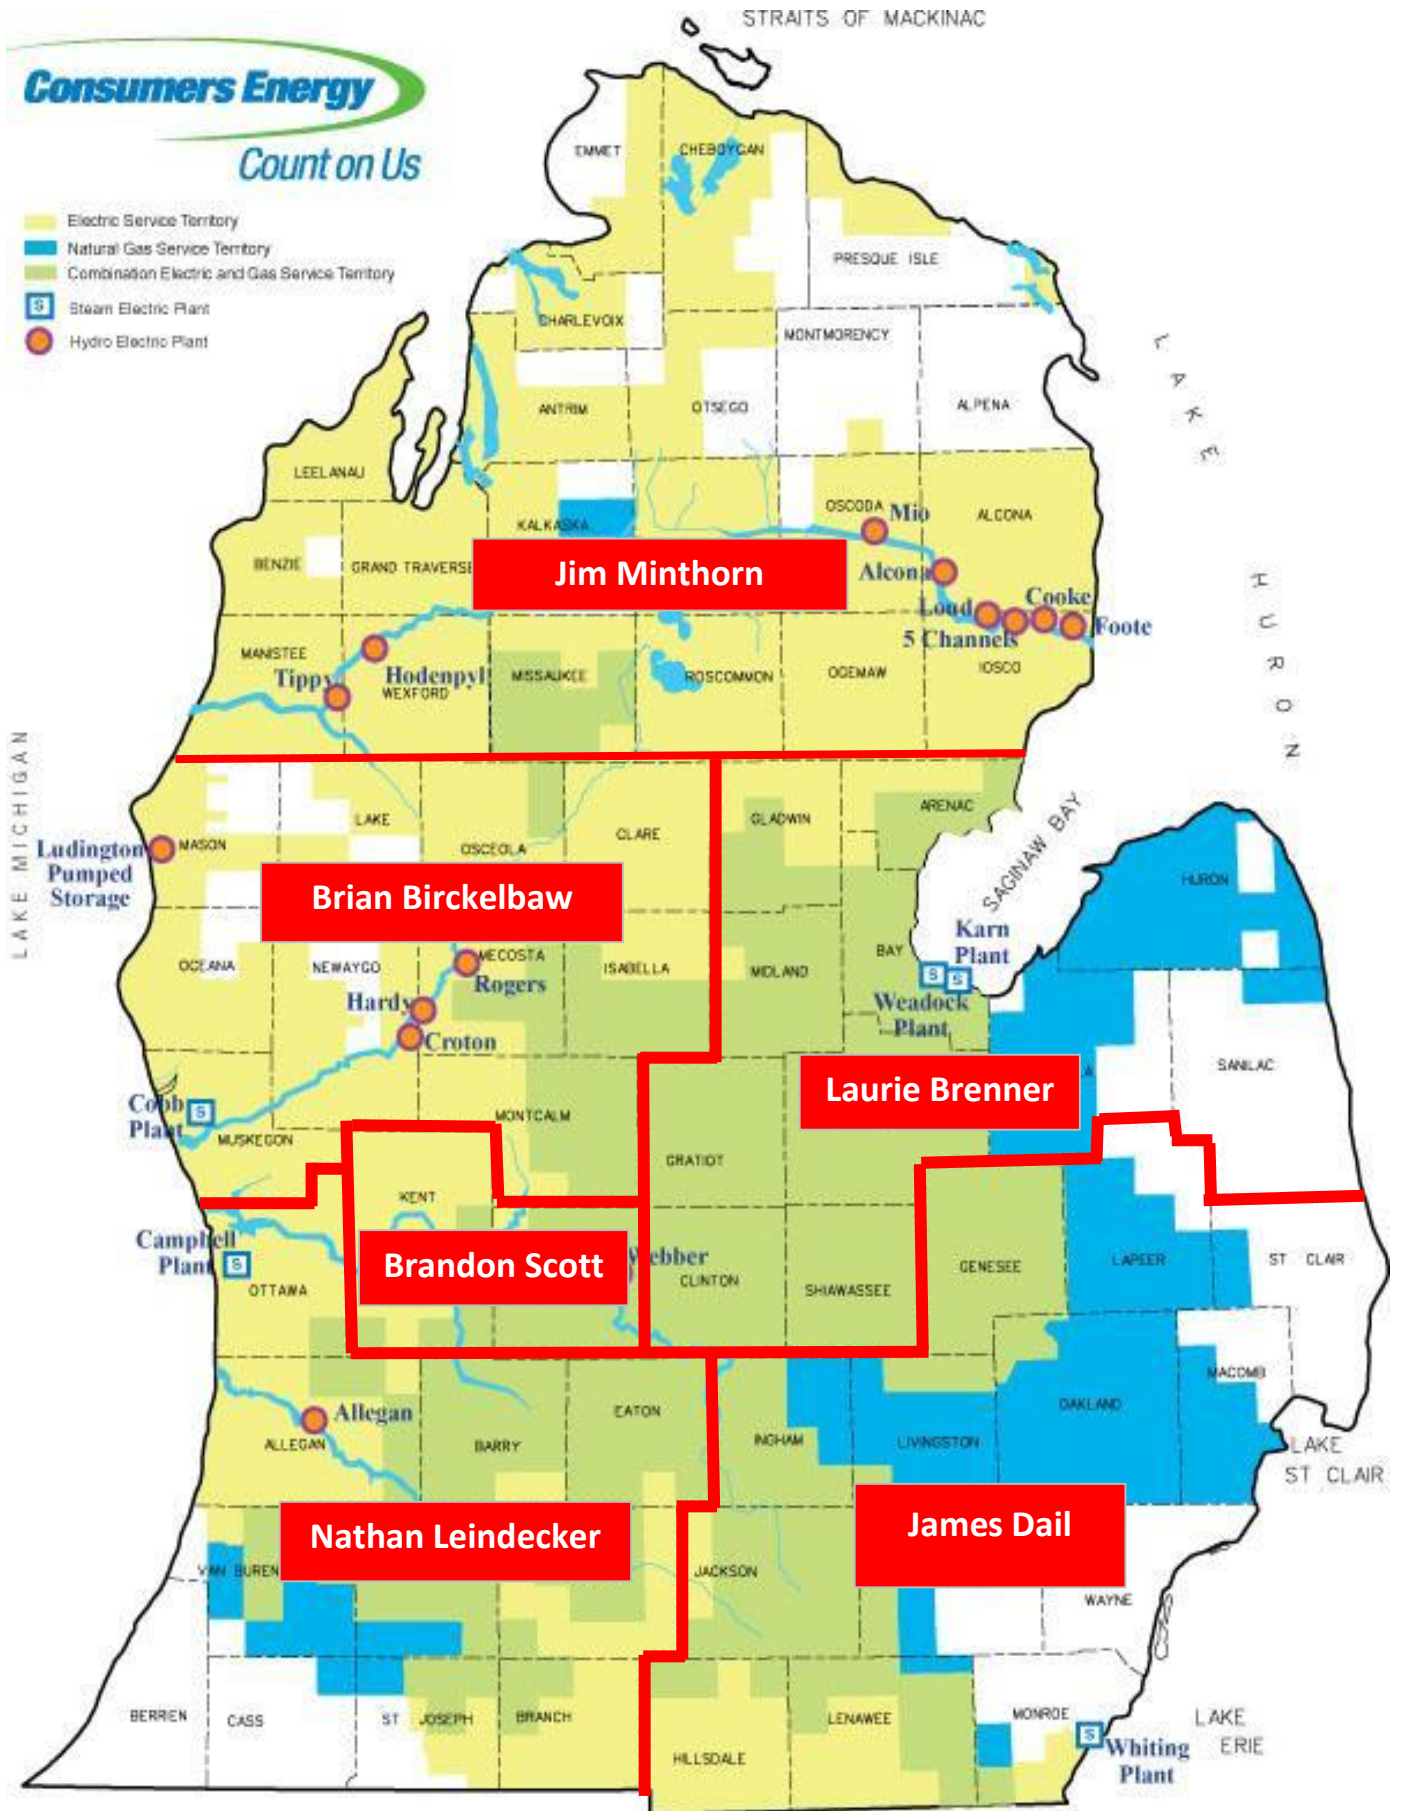 STRAITS OF MACKINAC
Consumers Energy
Count on Us
Electric Service Territory
Natural Gas Service Territory
Combination Electric and Gas Service Territory
S
Steam Electric Plant
Hydro Electric Plant
EMMET
CHEBOYGAN
PRESQUE ISLE
CHARLEVOIX
MONTMORENCY
ANTRIM
OTSEGO
ALPENA
LAKE HURON
LEELANAU
KALKASKA
OSCODA
Mio
ALCONA
BENZIE
GRAND TRAVERSE
Jim Minthorn
Alcona
Loud
Cooke
5 Channels
Foote
MANISTEE
Tippy
Hodenpyl
WEXFORD
MISSAUKEE
ROSCOMMON
OGEMAW
IOSCO
LAKE MICHIGAN
Ludington
Pumped
Storage
MASON
LAKE
OSCEOLA
CLARE
GLADWIN
ARENAC
SAGINAW BAY
HURON
Brian Birckelbaw
OCEANA
NEWAYGO
MECOSTA
Rogers
ISABELLA
MIDLAND
BAY
Karn
Plant
S
S
Weadock
Plant
Hardy
Croton
SANILAC
Laurie Brenner
A
Cobb
Plant
S
MUSKEGON
MONTCALM
GRATIOT
KENT
Campbell
Plant
S
OTTAWA
Brandon Scott
Webber
CLINTON
SHIAWASSEE
GENESEE
LAPEER
ST CLAIR
MACOMB
OAKLAND
Allegan
ALLEGAN
BARRY
EATON
INGHAM
LIVINGSTON
LAKE
ST CLAIR
Nathan Leindecker
James Dail
VAN BUREN
JACKSON
WAYNE
BERRIEN
CASS
ST JOSEPH
BRANCH
HILLSDALE
LENAWEE
MONROE
S
Whiting
Plant
LAKE
ERIE